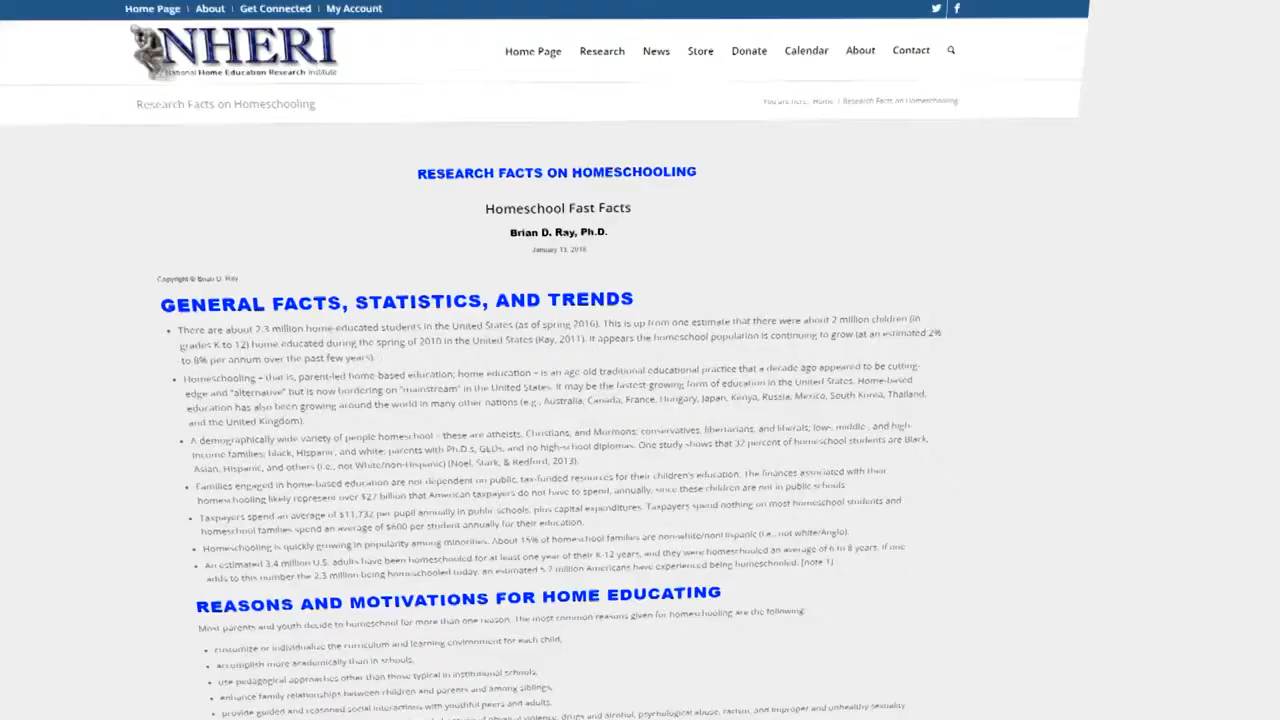 Home Page | About | Get Connected | My Account
NHERI
National Home Education Research Institute
Home Page Research News Store Donate Calendar About Contact
Research Facts on Homeschooling
You are here: Home / Research Facts on Homeschooling
RESEARCH FACTS ON HOMESCHOOLING
Homeschool Fast Facts
Brian D. Ray, Ph.D.
January 13, 2018
Copyright © Brian D. Ray
GENERAL FACTS, STATISTICS, AND TRENDS
• There are about 2.3 million home-educated students in the United States (as of spring 2016). This is up from one estimate that there were about 2 million children (in
grades K to 12) home educated during the spring of 2010 in the United States (Ray, 2011). It appears the homeschool population is continuing to grow (at an estimated 2%
to 8% per annum over the past few years).
• Homeschooling – that is, parent-led home-based education; home education – is an age old traditional educational practice that a decade ago appeared to be cutting-
edge and "alternative" but is now bordering on "mainstream" in the United States. It may be the fastest growing form of education in the United States. Home-based
education has also been growing around the world in many other nations (e.g., Australia, Canada, France, Hungary, Japan, Kenya, Russia, Mexico, South Korea, Thailand,
and the United Kingdom).
• A demographically wide variety of people homeschool – these are atheists, Christians, and Mormons; conservatives, libertarians, and liberals; low-, middle-, and high-
income families; black, Hispanic, and white; parents with Ph.D.s, GEDs, and no high-school diplomas. One study shows that 32 percent of homeschool students are Black,
Asian, Hispanic, and others (i.e., not White/non-Hispanic) (Noel, Stark, & Redford, 2013).
• Families engaged in home-based education are not dependent on public, tax-funded resources for their children's education. The finances associated with their
homeschooling likely represent over $27 billion that American taxpayers do not have to spend, annually, since these children are not in public schools
• Taxpayers spend an average of $11,732 per pupil annually in public schools, plus capital expenditures. Taxpayers spend nothing on most homeschool students and
homeschool families spend an average of $600 per student annually for their education.
• Homeschooling is quickly growing in popularity among minorities. About 15% of homeschool families are non-white/nonHispanic (i.e., not white/Anglo).
• An estimated 3.4 million U.S. adults have been homeschooled for at least one year of their K-12 years, and they were homeschooled an average of 6 to 8 years. If one
adds to this number the 2.3 million being homeschooled today, an estimated 5.7 million Americans have experienced being homeschooled. [note 1]
REASONS AND MOTIVATIONS FOR HOME EDUCATING
Most parents and youth decide to homeschool for more than one reason. The most common reasons given for homeschooling are the following:
• customize or individualize the curriculum and learning environment for each child,
• accomplish more academically than in schools,
• use pedagogical approaches other than those typical in institutional schools,
• enhance family relationships between children and parents and among siblings,
• provide guided and reasoned social interactions with youthful peers and adults,
physical violence, drugs and alcohol, psychological abuse, racism, and improper and unhealthy sexuality